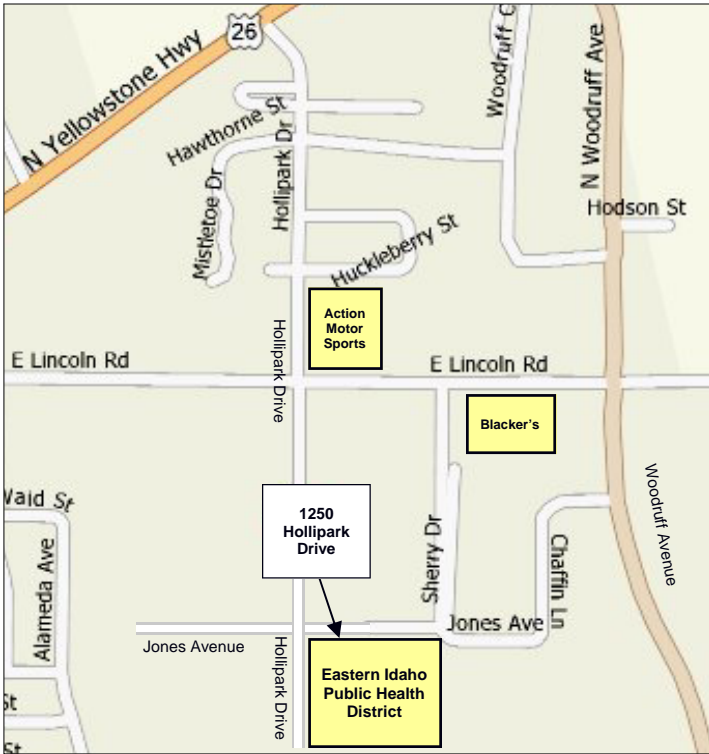 26
N Yellowstone Hwy
Hawthorne St
Hollipark Dr
Woodruff C
N Woodruff Ave
Hodson St
Mistletoe Dr
Huckleberry St
Action
Motor
Sports
Hollipark Drive
E Lincoln Rd
E Lincoln Rd
Blacker's
Woodruff Avenue
St
1250
Hollipark
Drive
Sherry Dr
Chaffin Ln
Alameda Ave
Jones Ave
Jones Avenue
Hollipark Drive
Eastern Idaho
Public Health
District
St
St